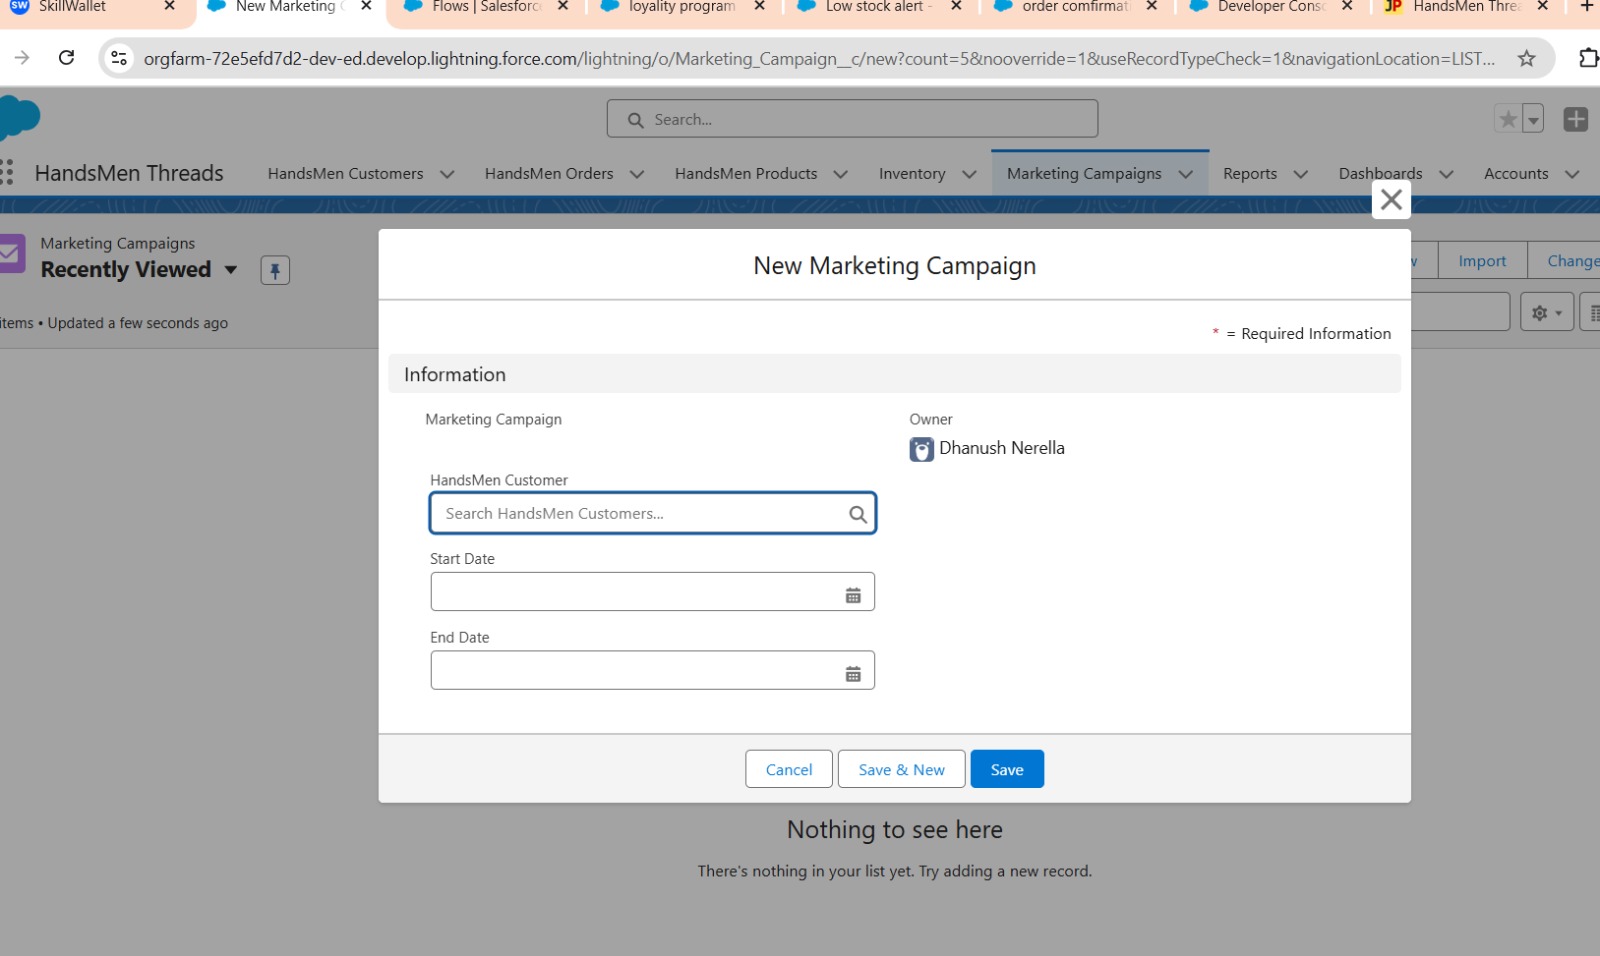 SW SkillWallet
New Marketing
Flows | Salesforc
loyality program
Low stock alert -
order comfirmat
Developer Cons
JP HandsMen Thre
orgfarm-72e5efd7d2-dev-ed.develop.lightning.force.com/lightning/o/Marketing_Campaign__c/new?count=5&nooverride=1&useRecordTypeCheck=1&navigationLocation=LIST...
Search...
HandsMen Threads
HandsMen Customers
HandsMen Orders
HandsMen Products
Inventory
Marketing Campaigns
Reports
Dashboards
Accounts
Marketing Campaigns
Recently Viewed
items • Updated a few seconds ago
Import
Change
New Marketing Campaign
* = Required Information
Information
Marketing Campaign
Owner
Dhanush Nerella
HandsMen Customer
Search HandsMen Customers...
Start Date
End Date
Cancel
Save & New
Save
Nothing to see here
There's nothing in your list yet. Try adding a new record.